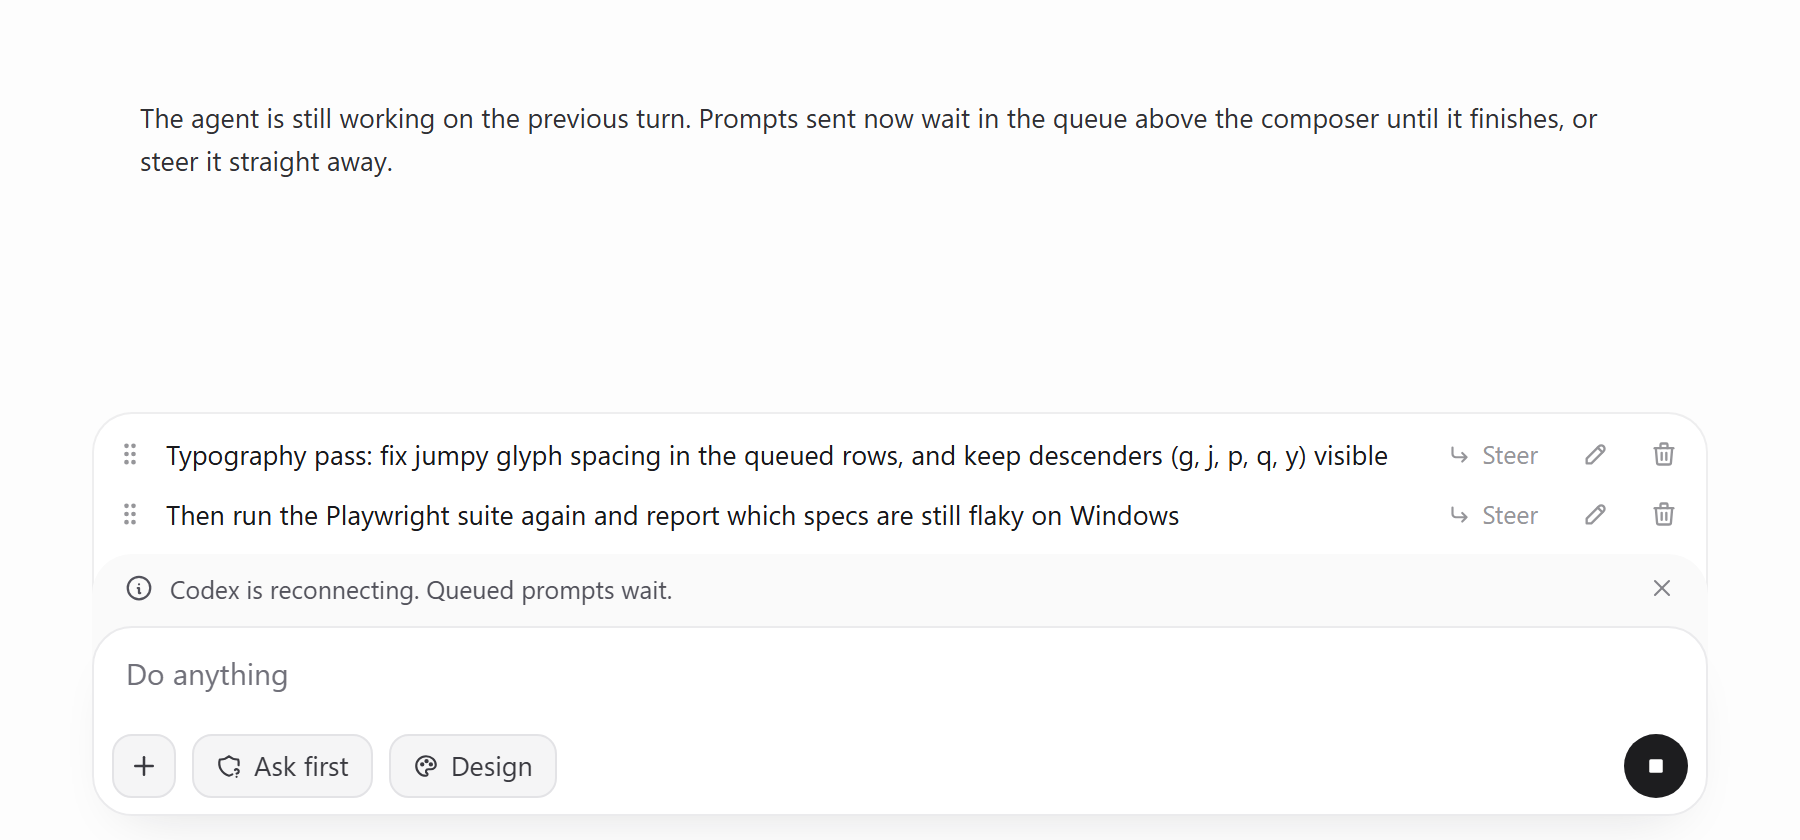 The agent is still working on the previous turn. Prompts sent now wait in the queue above the composer until it finishes, or
steer it straight away.
Typography pass: fix jumpy glyph spacing in the queued rows, and keep descenders (g, j, p, q, y) visible
Steer
Then run the Playwright suite again and report which specs are still flaky on Windows
Steer
Codex is reconnecting. Queued prompts wait.
Do anything
Ask first
Design